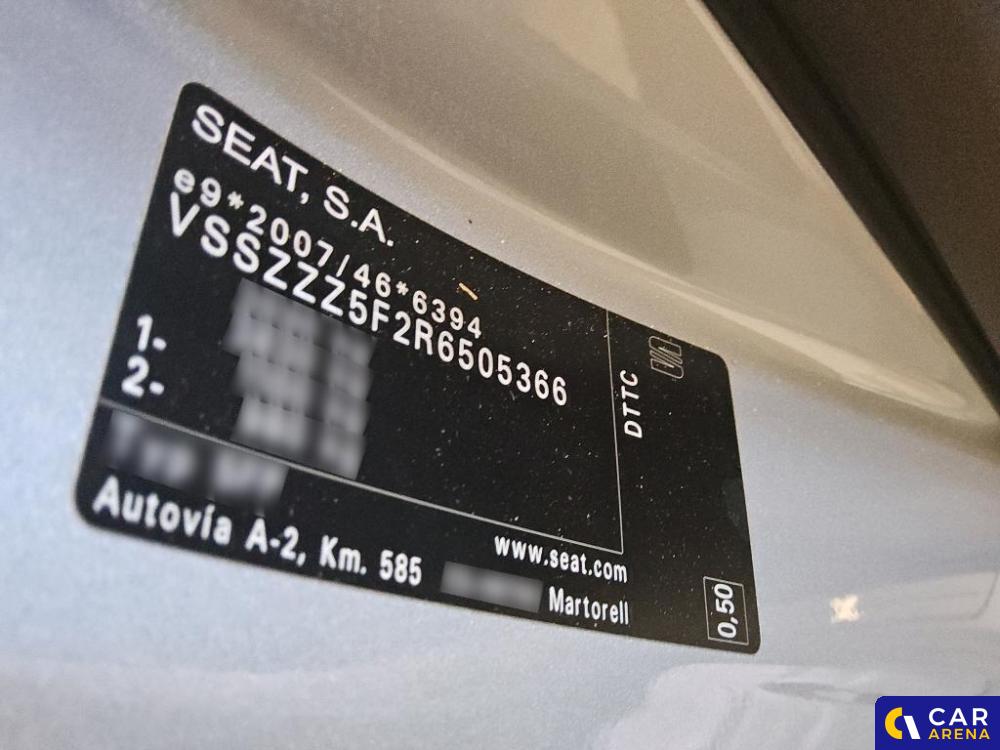 SEAT, S.A.
e9*2007/46*6394
VSSZZZ5F2R6505366
1-
2-
www.seat.com
Autovía A-2, Km. 585
Martorell
DTTC
0,50
CAR
ARENA